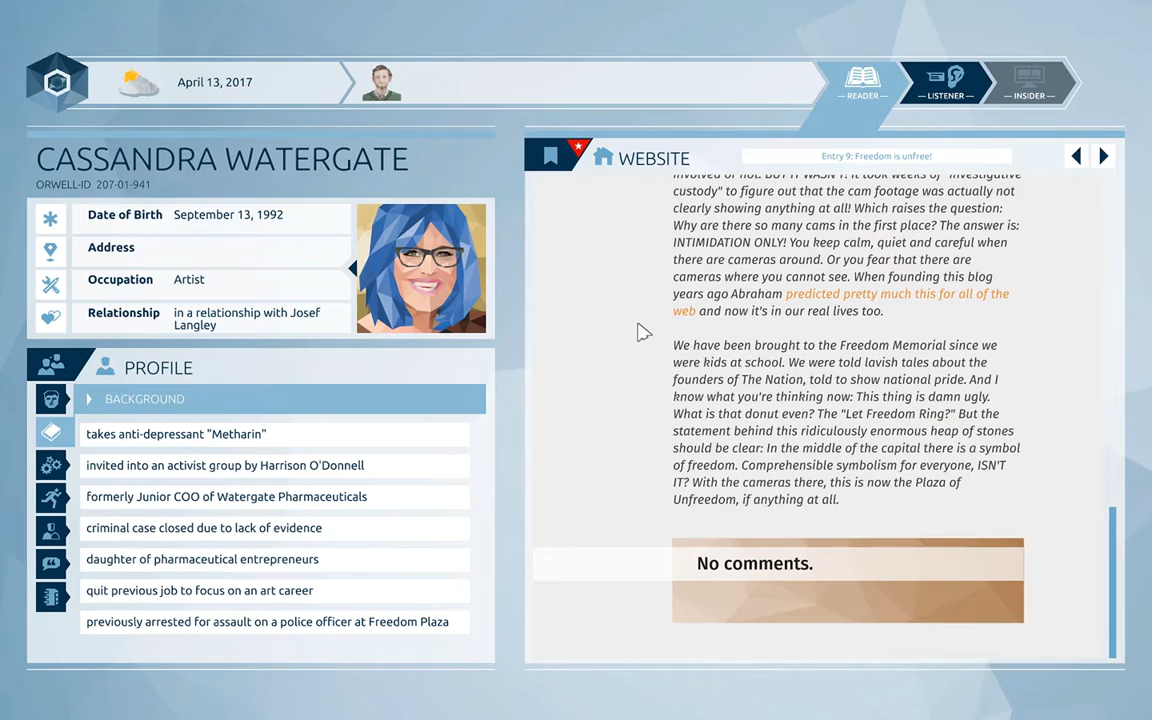 April 13, 2017
— READER —
— LISTENER —
— INSIDER —
CASSANDRA WATERGATE
ORWELL-ID 207-01-941
Date of Birth September 13, 1992
Address
Occupation Artist
Relationship in a relationship with Josef
Langley
PROFILE
BACKGROUND
takes anti-depressant "Metharin"
invited into an activist group by Harrison O'Donnell
formerly Junior COO of Watergate Pharmaceuticals
criminal case closed due to lack of evidence
daughter of pharmaceutical entrepreneurs
quit previous job to focus on an art career
previously arrested for assault on a police officer at Freedom Plaza
WEBSITE
Entry 9: Freedom is unfree!
involved or not. BUT IT WASN'T! It took weeks of "investigative
custody" to figure out that the cam footage was actually not
clearly showing anything at all! Which raises the question:
Why are there so many cams in the first place? The answer is:
INTIMIDATION ONLY! You keep calm, quiet and careful when
there are cameras around. Or you fear that there are
cameras where you cannot see. When founding this blog
years ago Abraham predicted pretty much this for all of the
web and now it's in our real lives too.
We have been brought to the Freedom Memorial since we
were kids at school. We were told lavish tales about the
founders of The Nation, told to show national pride. And I
know what you're thinking now: This thing is damn ugly.
What is that donut even? The "Let Freedom Ring?" But the
statement behind this ridiculously enormous heap of stones
should be clear: In the middle of the capital there is a symbol
of freedom. Comprehensible symbolism for everyone, ISN'T
IT? With the cameras there, this is now the Plaza of
Unfreedom, if anything at all.
No comments.